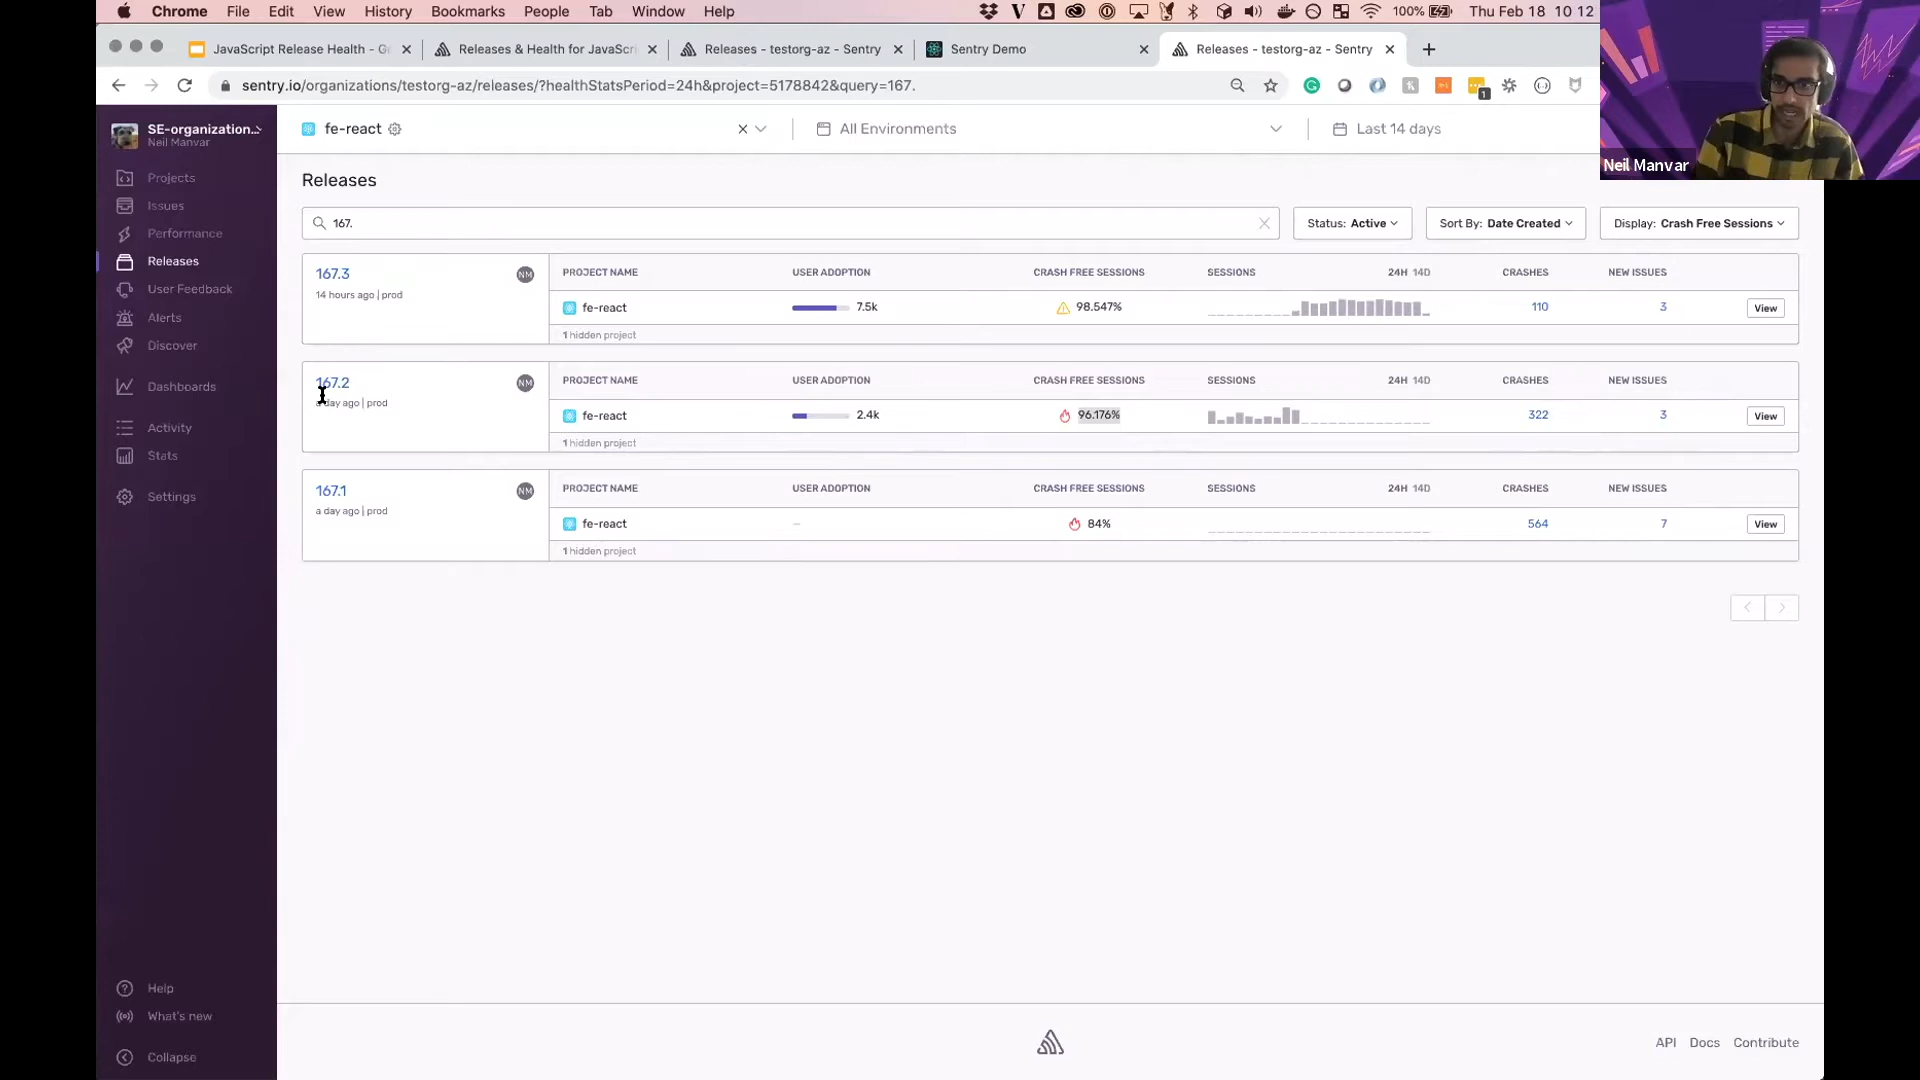 Chrome File Edit View History Bookmarks People Tab Window Help 100% Thu Feb 18 10 12
JavaScript Release Health - G
Releases & Health for JavaScri
Releases - testorg-az - Sentry
Sentry Demo
Releases - testorg-az - Sentry
sentry.io/organizations/testorg-az/releases/?healthStatsPeriod=24h&project=5178842&query=167.
1
Neil Manvar
SE-organization...
Neil Manvar
Projects
Issues
Performance
Releases
User Feedback
Alerts
Discover
Dashboards
Activity
Stats
Settings
Help
What's new
Collapse
fe-react
All Environments
Last 14 days
Releases
167.
Status: Active
Sort By: Date Created
Display: Crash Free Sessions
167.3
NM
14 hours ago | prod
PROJECT NAME USER ADOPTION CRASH FREE SESSIONS SESSIONS 24H 14D CRASHES NEW ISSUES
fe-react 7.5k 98.547% 110 3 View
1 hidden project
167.2
NM
a day ago | prod
PROJECT NAME USER ADOPTION CRASH FREE SESSIONS SESSIONS 24H 14D CRASHES NEW ISSUES
fe-react 2.4k 96.176% 322 3 View
1 hidden project
167.1
NM
a day ago | prod
PROJECT NAME USER ADOPTION CRASH FREE SESSIONS SESSIONS 24H 14D CRASHES NEW ISSUES
fe-react – 84% 564 7 View
1 hidden project
API Docs Contribute